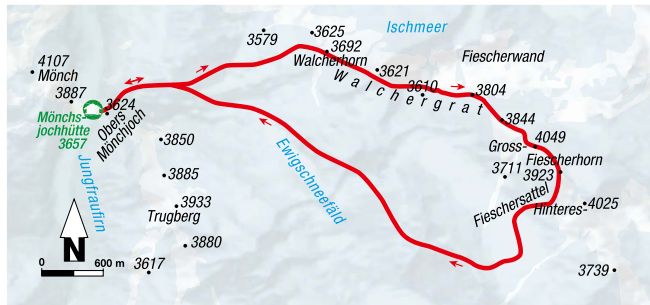 3579
3625
Ischmeer
3692
Walcherhorn
Fiescherwand
4107
Mönch
3621
3610
Walchergrat
3804
3887
3624
Obers
Mönchjoch
Mönchs-
jochhütte
3657
3844
3850
4049
Gross-
Fiescherhorn
3711
3923
Jungfraufirn
3885
Ewigschneefäld
3933
Trugberg
Fieschersattel
Hinteres-
4025
3880
N
3617
3739
0
600 m